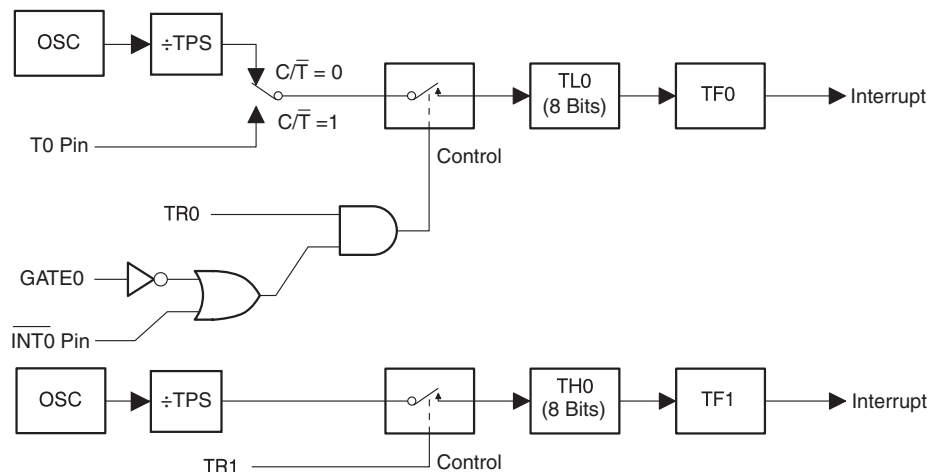 OSC
÷TPS
C/T̅ = 0
C/T̅ =1
T0 Pin
Control
TL0
(8 Bits)
TF0
Interrupt
TR0
GATE0
I̅N̅T̅0̅ Pin
OSC
÷TPS
TR1
Control
TH0
(8 Bits)
TF1
Interrupt